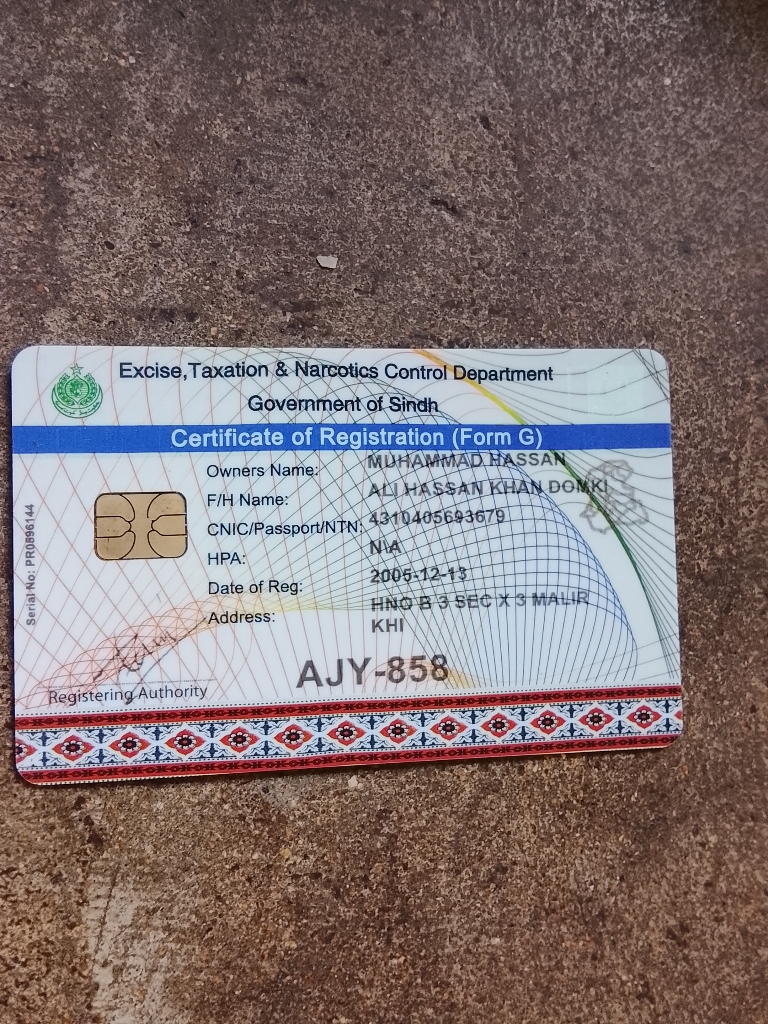 Excise,Taxation & Narcotics Control Department
Government of Sindh
Certificate of Registration (Form G)
Owners Name: MUHAMMAD HASSAN
F/H Name: ALI HASSAN KHAN DOMKI
CNIC/Passport/NTN: 4310405693679
HPA: N\A
Date of Reg: 2005-12-13
Address: HNO B 3 SEC X 3 MALIR
KHI
AJY-858
Registering Authority
Serial No: PR0896144